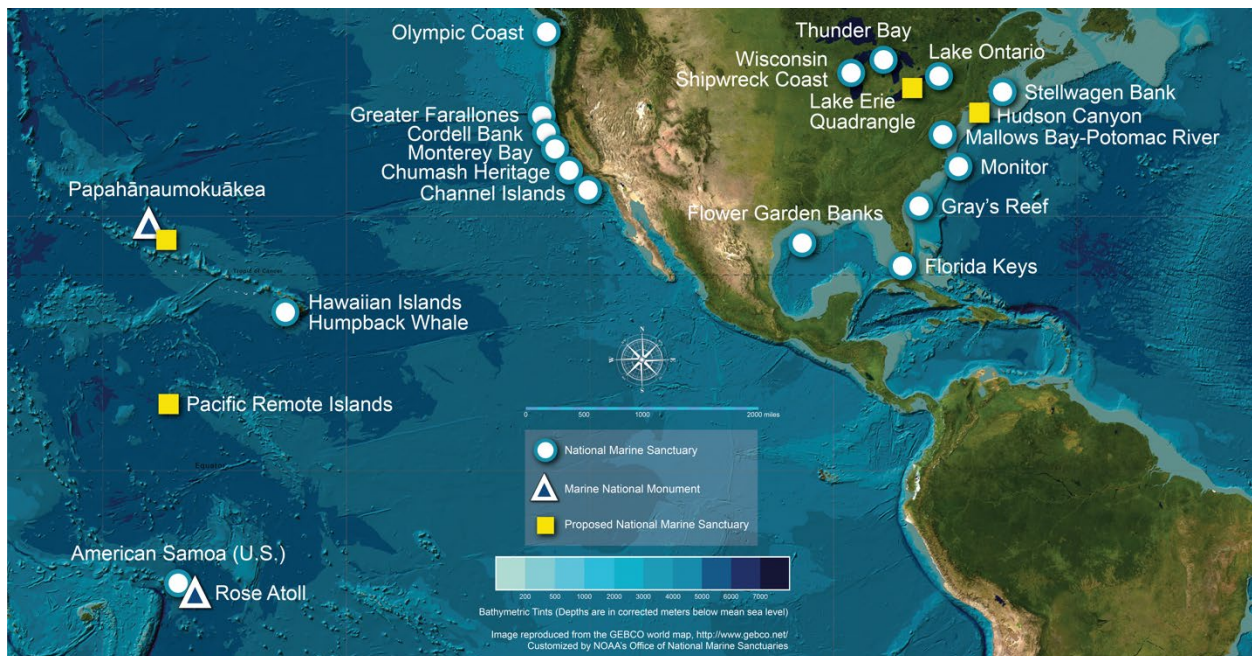 Olympic Coast
Thunder Bay
Wisconsin
Shipwreck Coast
Lake Ontario
Lake Erie
Quadrangle
Stellwagen Bank
Hudson Canyon
Mallows Bay-Potomac River
Monitor
Greater Farallones
Cordell Bank
Monterey Bay
Chumash Heritage
Channel Islands
Papahānaumokuākea
Flower Garden Banks
Gray's Reef
Florida Keys
Tropic of Cancer
Hawaiian Islands
Humpback Whale
N
W
E
S
Pacific Remote Islands
0 500 1000 2000 miles
National Marine Sanctuary
Marine National Monument
Proposed National Marine Sanctuary
Equator
American Samoa (U.S.)
Rose Atoll
200 500 1000 2000 3000 4000 5000 6000 7000
Bathymetric Tints (Depths are in corrected meters below mean sea level)
Image reproduced from the GEBCO world map, http://www.gebco.net/
Customized by NOAA's Office of National Marine Sanctuaries